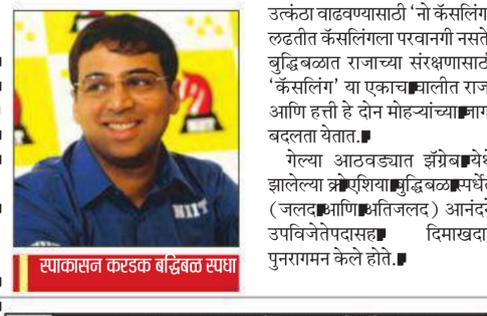 NIIT
स्पाकासन करडक बद्धिबळ स्पधा
उत्कंठा वाढवण्यासाठी ‘नो कॅसलिंग
लढतीत कॅसलिंगला परवानगी नसते
बुद्धिबळात राजाच्या संरक्षणासाठी
‘कॅसलिंग’ या एकाच चालीत राज
आणि हत्ती हे दोन मोहऱ्यांच्या जाग
बदलता येतात.
गेल्या आठवड्यात झॅग्रेब येथे
झालेल्या क्रोएशिया बुद्धिबळ स्पर्धेत
(जलद आणि अतिजलद) आनंदने
उपविजेतेपदासह दिमाखदा
पुनरागमन केले होते.